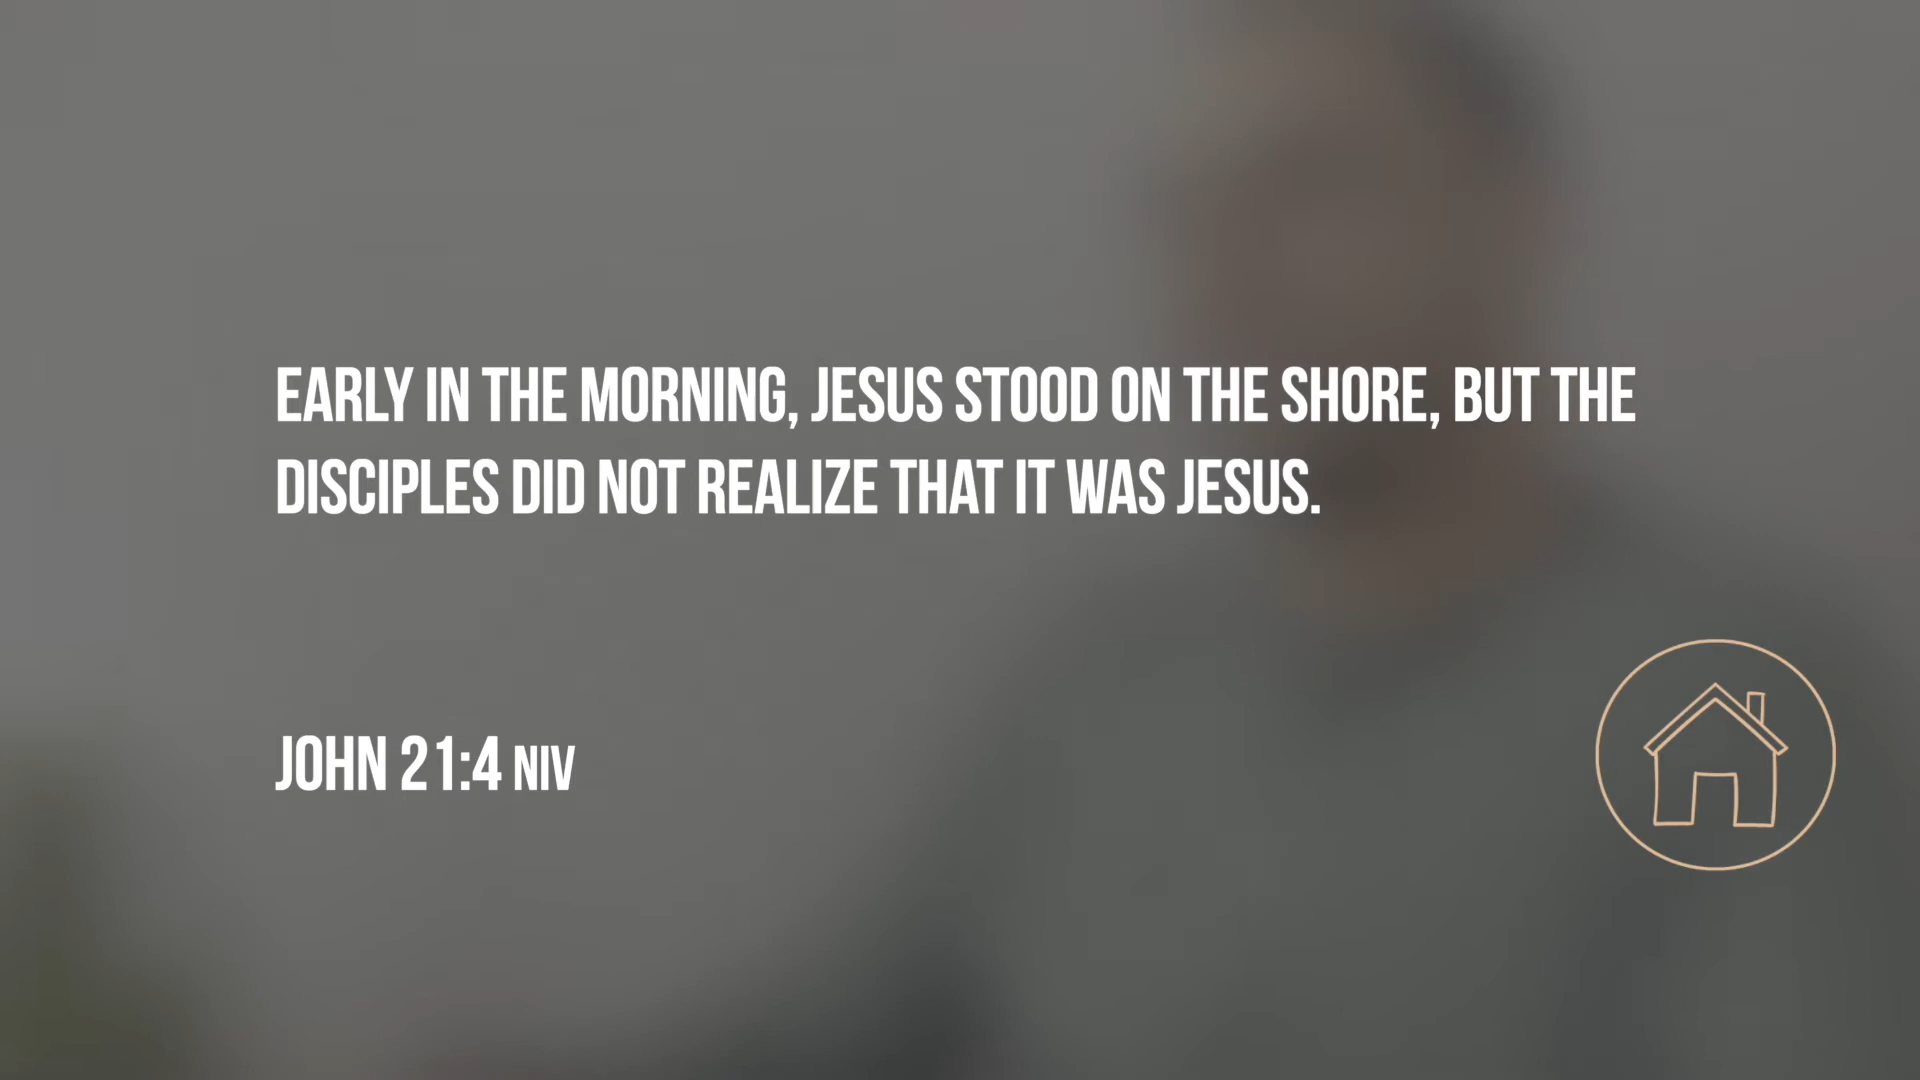 EARLY IN THE MORNING, JESUS STOOD ON THE SHORE, BUT THE
DISCIPLES DID NOT REALIZE THAT IT WAS JESUS.
JOHN 21:4 NIV